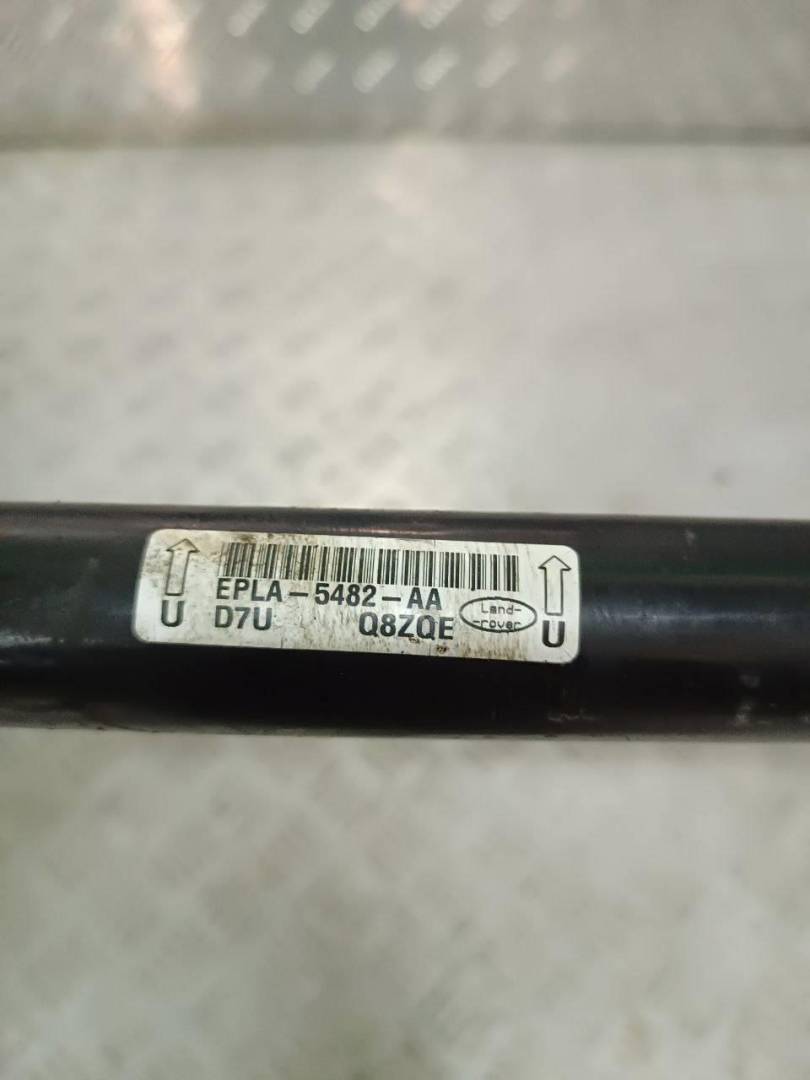 EPLA-5482-AA
D7U Q8ZQE
Land-
-rover
U U